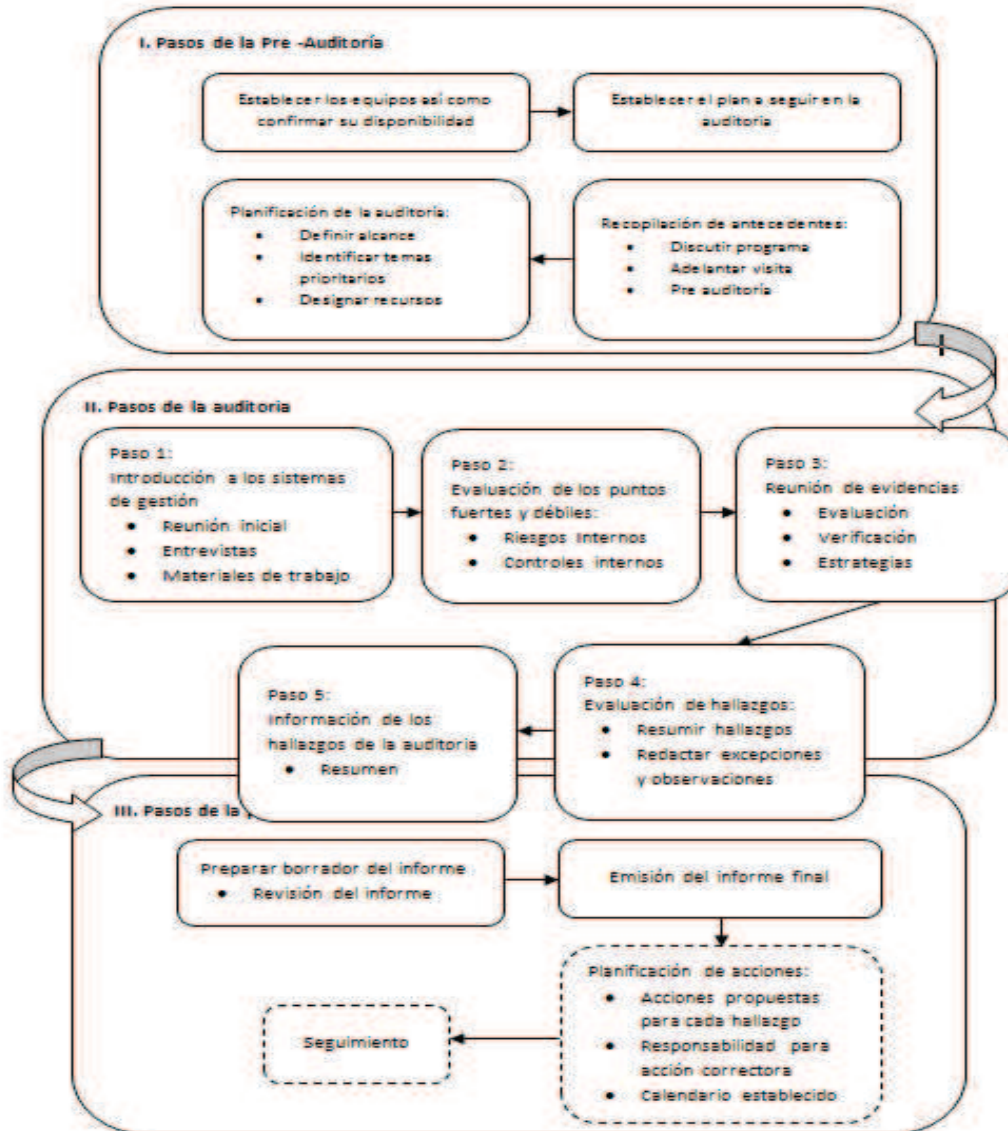 I. Pasos de la Pre -Auditoría
Establecer los equipos así como
confirmar su disponibilidad
Establecer el plan a seguir en la
auditoria
Planificación de la auditoría:
• Definir alcance
• Identificar temas
prioritarios
• Designar recursos
Recopilación de antecedentes:
• Discutir programa
• Adelantar visita
• Pre auditoría
II. Pasos de la auditoria
Paso 1:
Introducción a los sistemas
de gestión
• Reunión inicial
• Entrevistas
• Materiales de trabajo
Paso 2:
Evaluación de los puntos
fuertes y débiles:
• Riesgos Internos
• Controles internos
Paso 3:
Reunión de evidencias
• Evaluación
• Verificación
• Estrategias
Paso 4:
Evaluación de hallazgos:
• Resumir hallazgos
• Redactar excepciones
y observaciones
Paso 5:
Información de los
hallazgos de la auditoria
• Resumen
III. Pasos de la
Preparar borrador del informe
• Revisión del informe
Emisión del informe final
Planificación de acciones:
• Acciones propuestas
para cada hallazgo
• Responsabilidad para
acción correctora
• Calendario establecido
Seguimiento